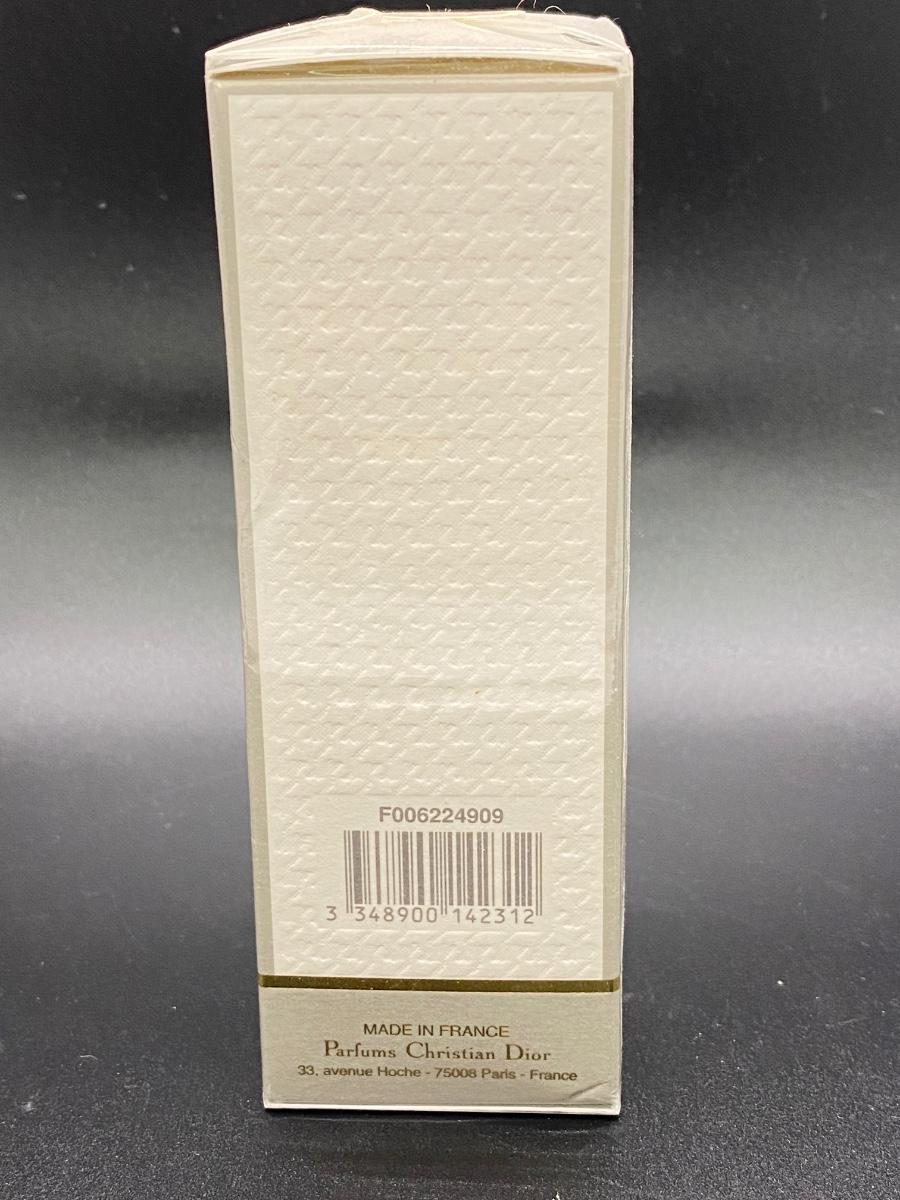 F006224909
3 348900 142312
MADE IN FRANCE
Parfums Christian Dior
33, avenue Hoche - 75008 Paris - France